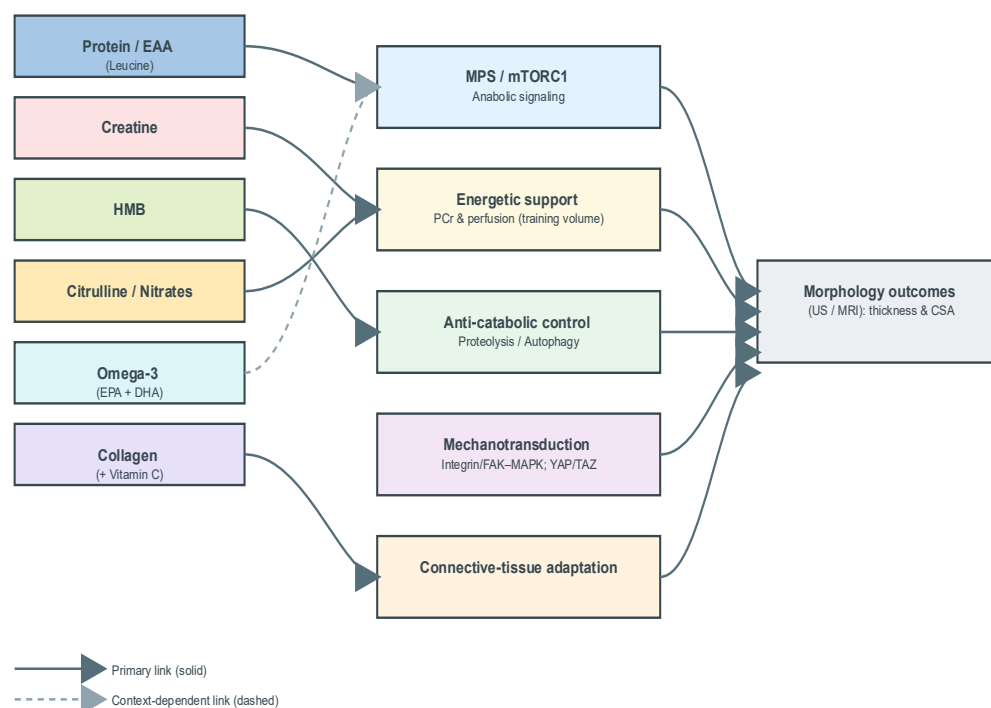 Protein / EAA
(Leucine)
Creatine
HMB
Citrulline / Nitrates
Omega-3
(EPA + DHA)
Collagen
(+ Vitamin C)
MPS / mTORC1
Anabolic signaling
Energetic support
PCr & perfusion (training volume)
Anti-catabolic control
Proteolysis / Autophagy
Mechanotransduction
Integrin/FAK–MAPK; YAP/TAZ
Connective-tissue adaptation
Morphology outcomes
(US / MRI): thickness & CSA
Primary link (solid)
Context-dependent link (dashed)